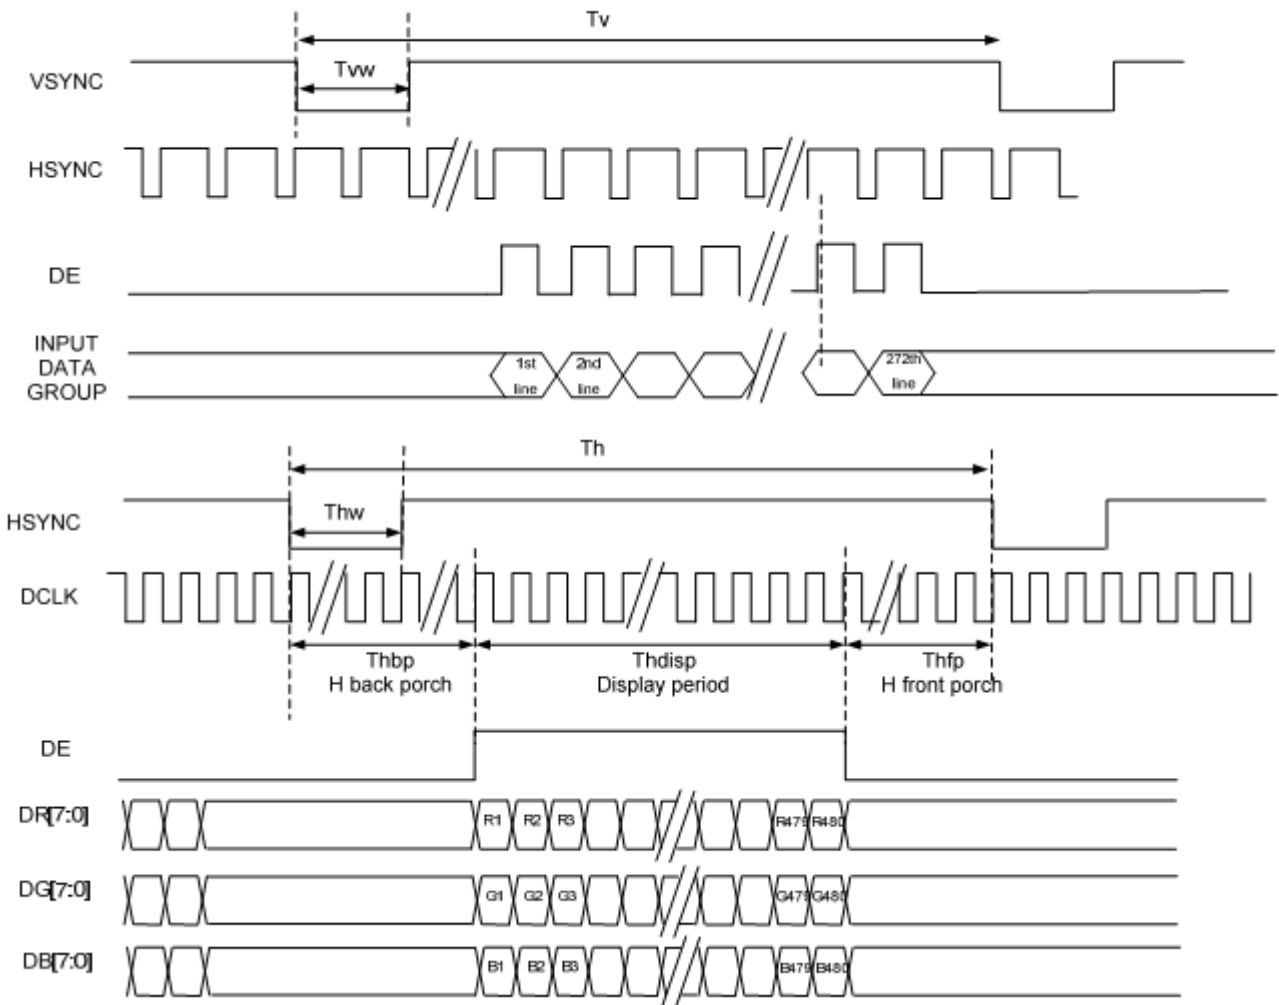 Tv
Tvw
VSYNC
HSYNC
DE
INPUT
DATA
GROUP
1st
line
2nd
line
272th
line
Th
HSYNC
Thw
DCLK
Thbp
H back porch
Thdisp
Display period
Thfp
H front porch
DE
DR[7:0]
R1 R2 R3 R479 R480
DG[7:0]
G1 G2 G3 G479 G480
DB[7:0]
B1 B2 B3 B479 B480